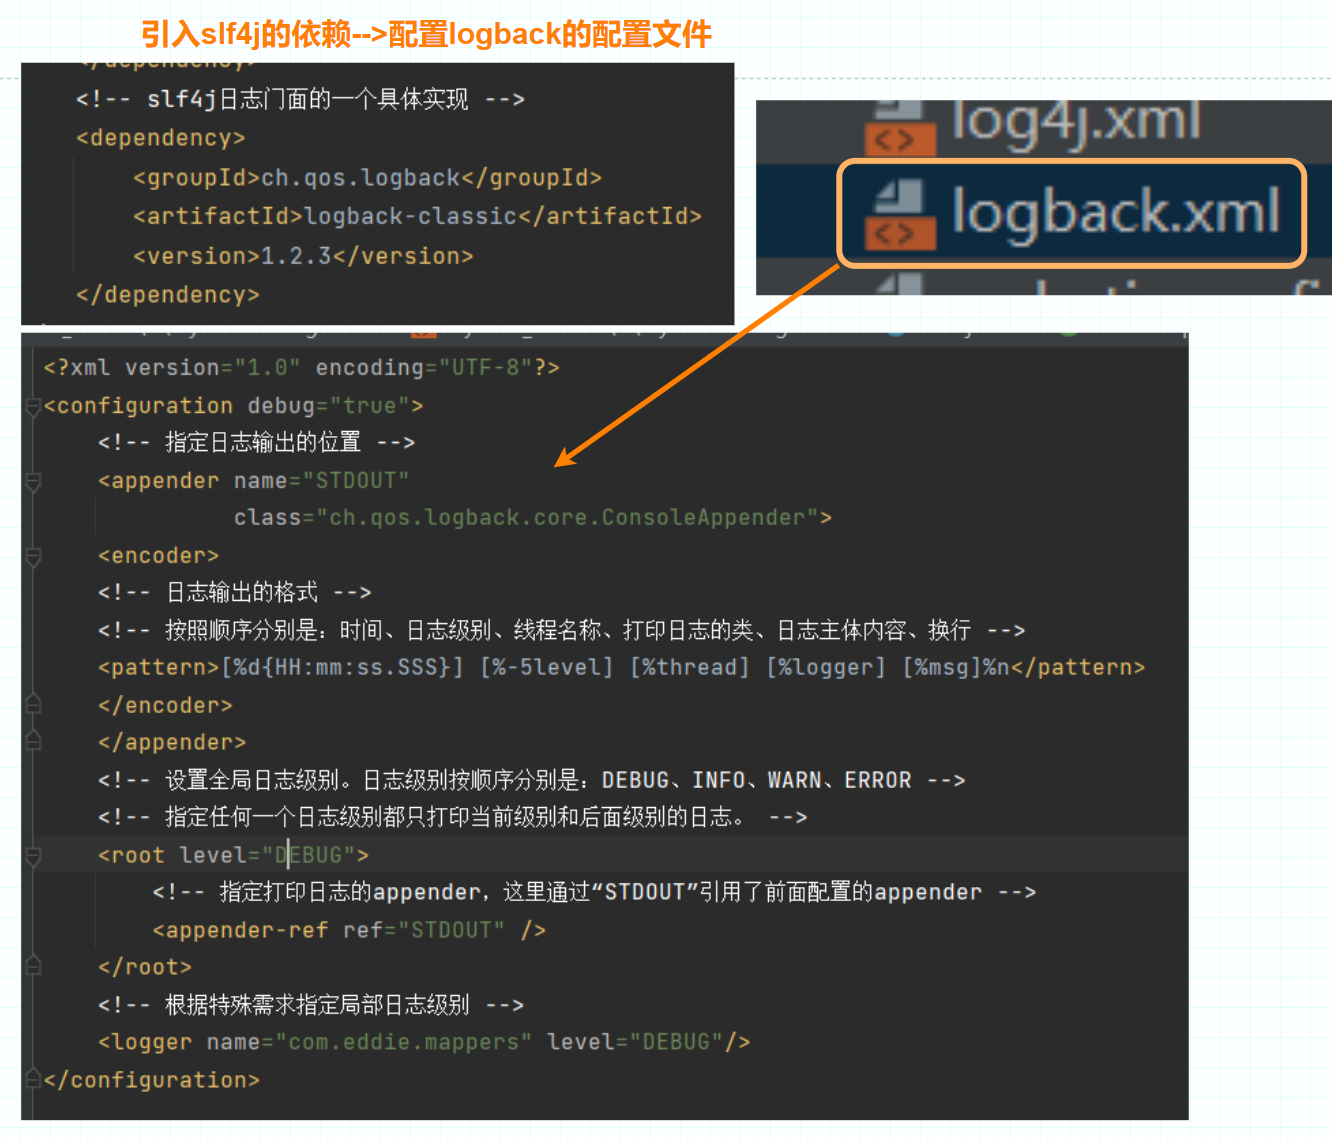 引入slf4j的依赖-->配置logback的配置文件
</dependency>
<!-- slf4j日志门面的一个具体实现 -->
<dependency>
<groupId>ch.qos.logback</groupId>
<artifactId>logback-classic</artifactId>
<version>1.2.3</version>
</dependency>
log4j.xml
logback.xml
<?xml version="1.0" encoding="UTF-8"?>
<configuration debug="true">
<!-- 指定日志输出的位置 -->
<appender name="STDOUT"
class="ch.qos.logback.core.ConsoleAppender">
<encoder>
<!-- 日志输出的格式 -->
<!-- 按照顺序分别是：时间、日志级别、线程名称、打印日志的类、日志主体内容、换行 -->
<pattern>[%d{HH:mm:ss.SSS}] [%-5level] [%thread] [%logger] [%msg]%n</pattern>
</encoder>
</appender>
<!-- 设置全局日志级别。日志级别按顺序分别是：DEBUG、INFO、WARN、ERROR -->
<!-- 指定任何一个日志级别都只打印当前级别和后面级别的日志。 -->
<root level="DEBUG">
<!-- 指定打印日志的appender，这里通过“STDOUT”引用了前面配置的appender -->
<appender-ref ref="STDOUT" />
</root>
<!-- 根据特殊需求指定局部日志级别 -->
<logger name="com.eddie.mappers" level="DEBUG"/>
</configuration>